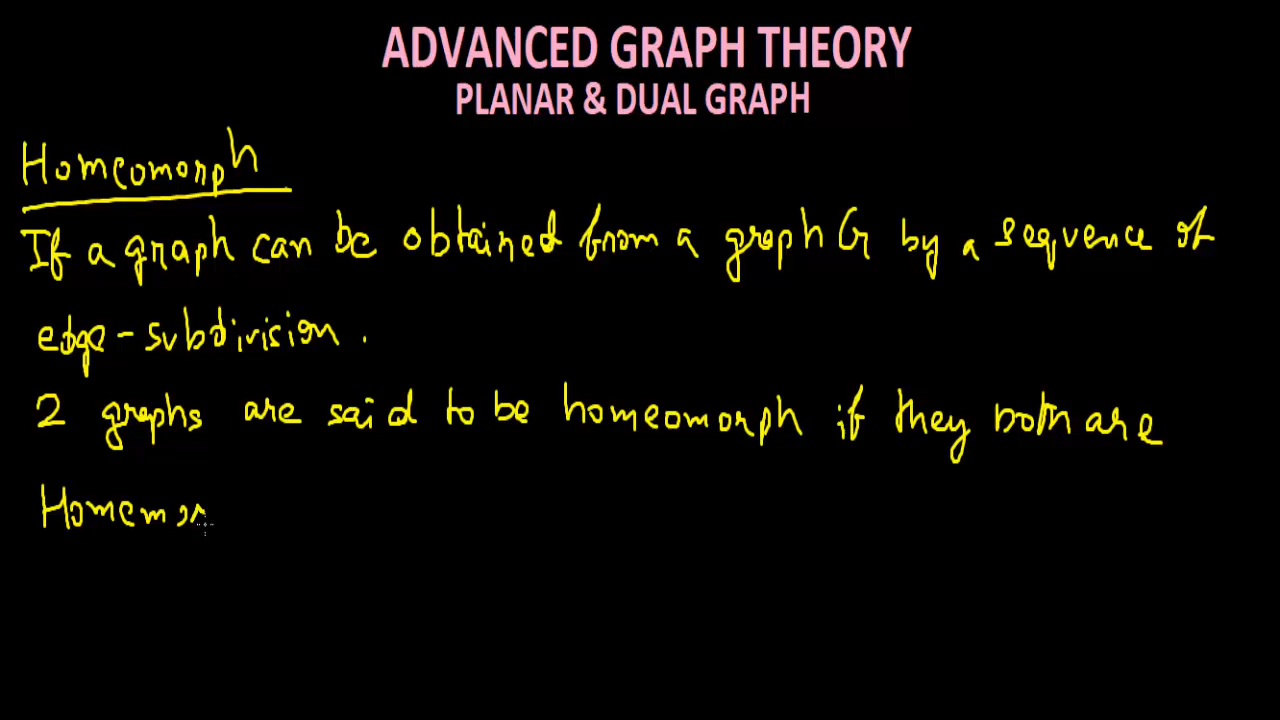 ADVANCED GRAPH THEORY
PLANAR & DUAL GRAPH
Homeomorph
If a graph can be obtained from a graph G by a sequence of
edge-subdivision.
2 graphs are said to be homeomorph if they both are
Homemor